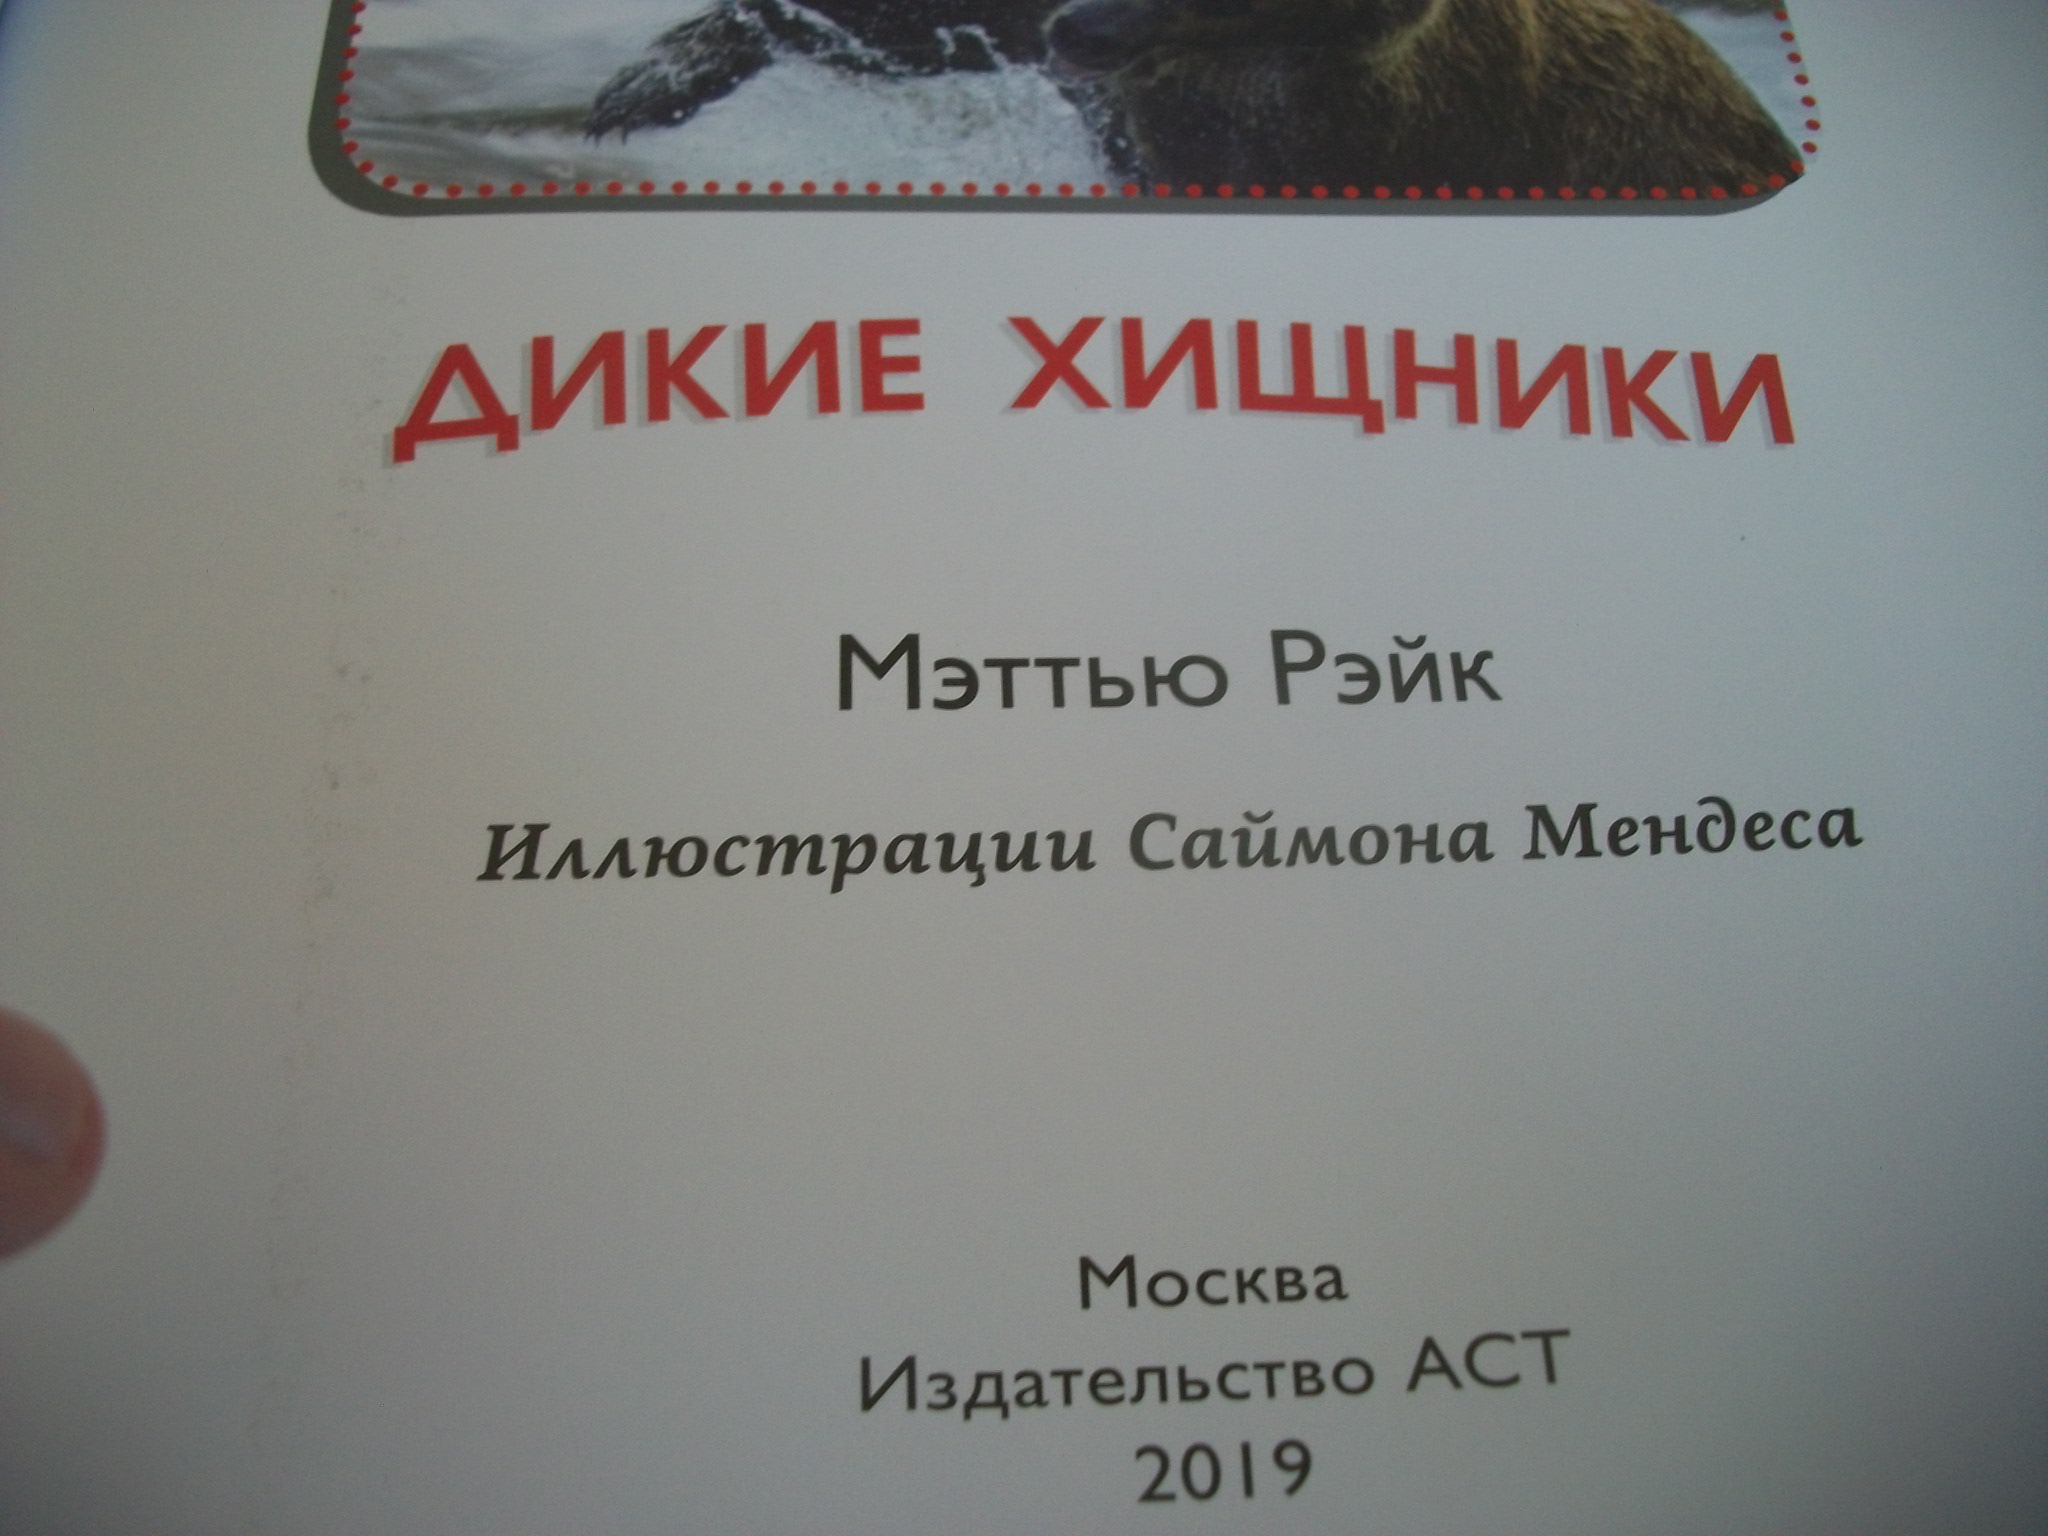 ДИКИЕ ХИЩНИКИ
Мэттью Рэйк
Иллюстрации Саймона Мендеса
Москва
Издательство АСТ
2019